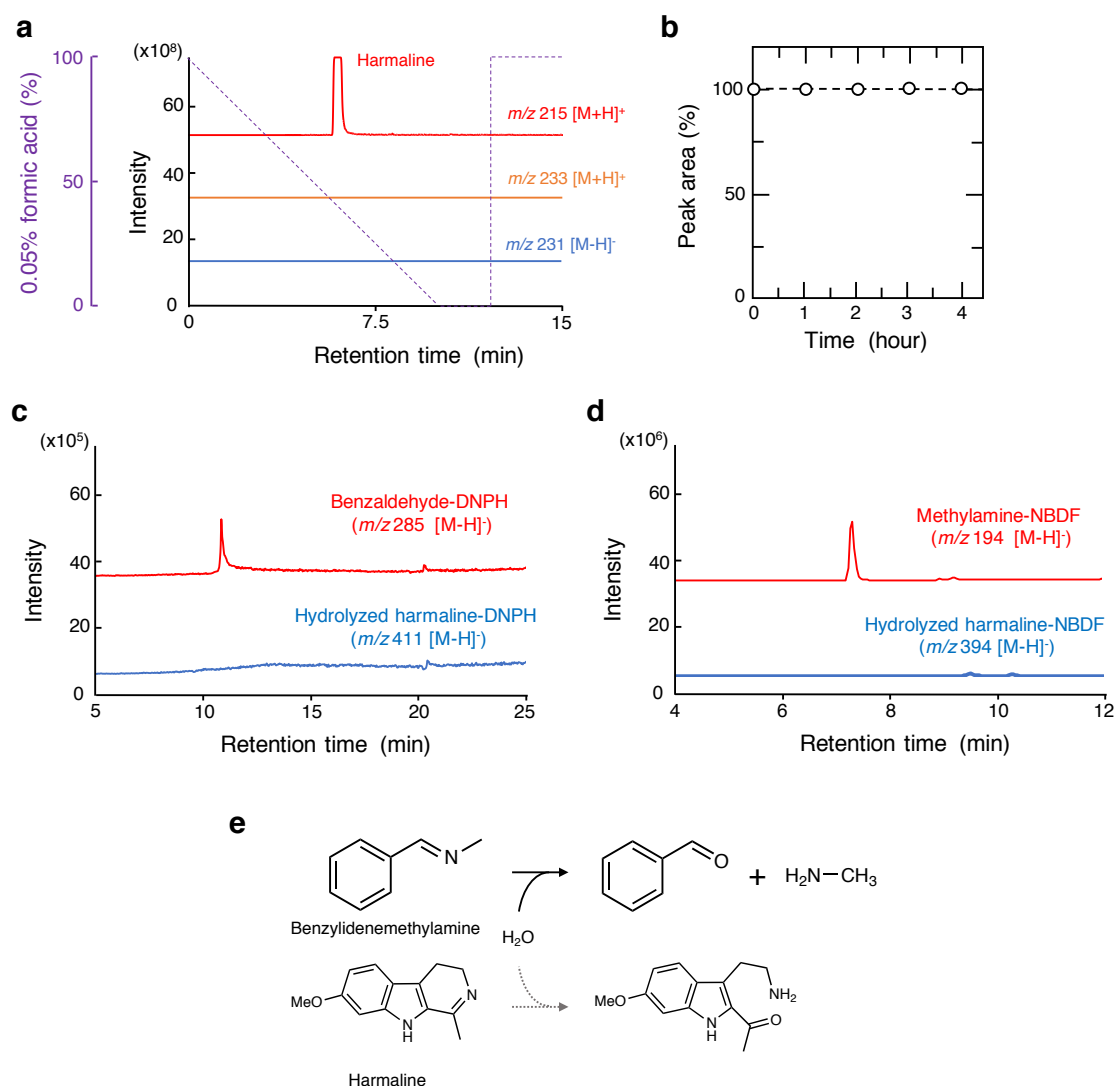 a
(x10⁸)
100
50
0
0.05% formic acid (%)
60
40
20
0
Intensity
Harmaline
m/z 215 [M+H]⁺
m/z 233 [M+H]⁺
m/z 231 [M-H]⁻
0
7.5
15
Retention time (min)
b
100
50
0
Peak area (%)
0
1
2
3
4
Time (hour)
c
(x10⁵)
60
40
20
0
Intensity
Benzaldehyde-DNPH
(m/z 285 [M-H]⁻)
Hydrolyzed harmaline-DNPH
(m/z 411 [M-H]⁻)
5
10
15
20
25
Retention time (min)
d
(x10⁶)
60
40
20
0
Intensity
Methylamine-NBDF
(m/z 194 [M-H]⁻)
Hydrolyzed harmaline-NBDF
(m/z 394 [M-H]⁻)
4
6
8
10
12
Retention time (min)
e
N
O
+
H₂N—CH₃
Benzylidenemethylamine
H₂O
MeO
N
N
H
Harmaline
MeO
NH₂
N
H
O